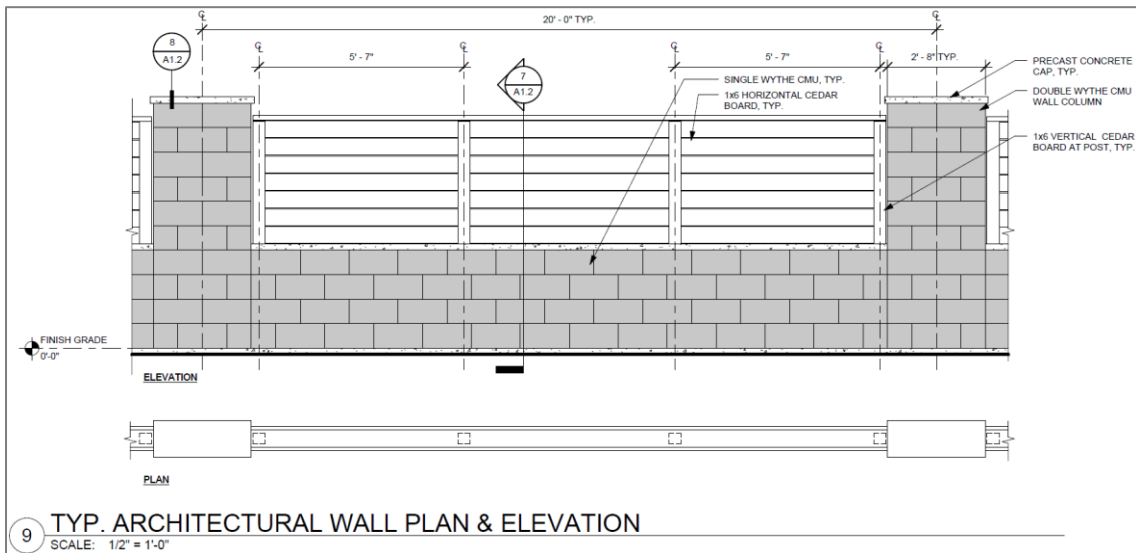 20' - 0" TYP.
8
A1.2
5' - 7"
7
A1.2
5' - 7"
2' - 8" TYP.
SINGLE WYTHE CMU, TYP.
1x6 HORIZONTAL CEDAR
BOARD, TYP.
PRECAST CONCRETE
CAP, TYP.
DOUBLE WYTHE CMU
WALL COLUMN
1x6 VERTICAL CEDAR
BOARD AT POST, TYP.
FINISH GRADE
0'-0"
ELEVATION
PLAN
9
TYP. ARCHITECTURAL WALL PLAN & ELEVATION
SCALE: 1/2" = 1'-0"